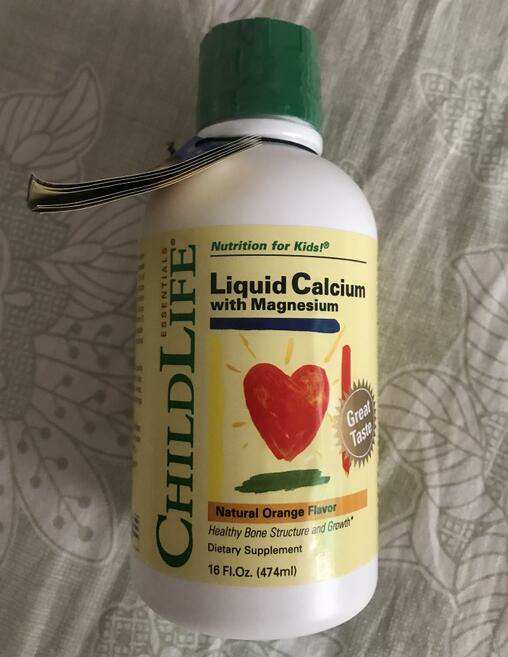 CHILDLIFE®
ESSENTIALS
Nutrition for Kids!®
Liquid Calcium
with Magnesium
Great
Taste
Natural Orange Flavor
Healthy Bone Structure and Growth*
Dietary Supplement
16 Fl.Oz. (474ml)